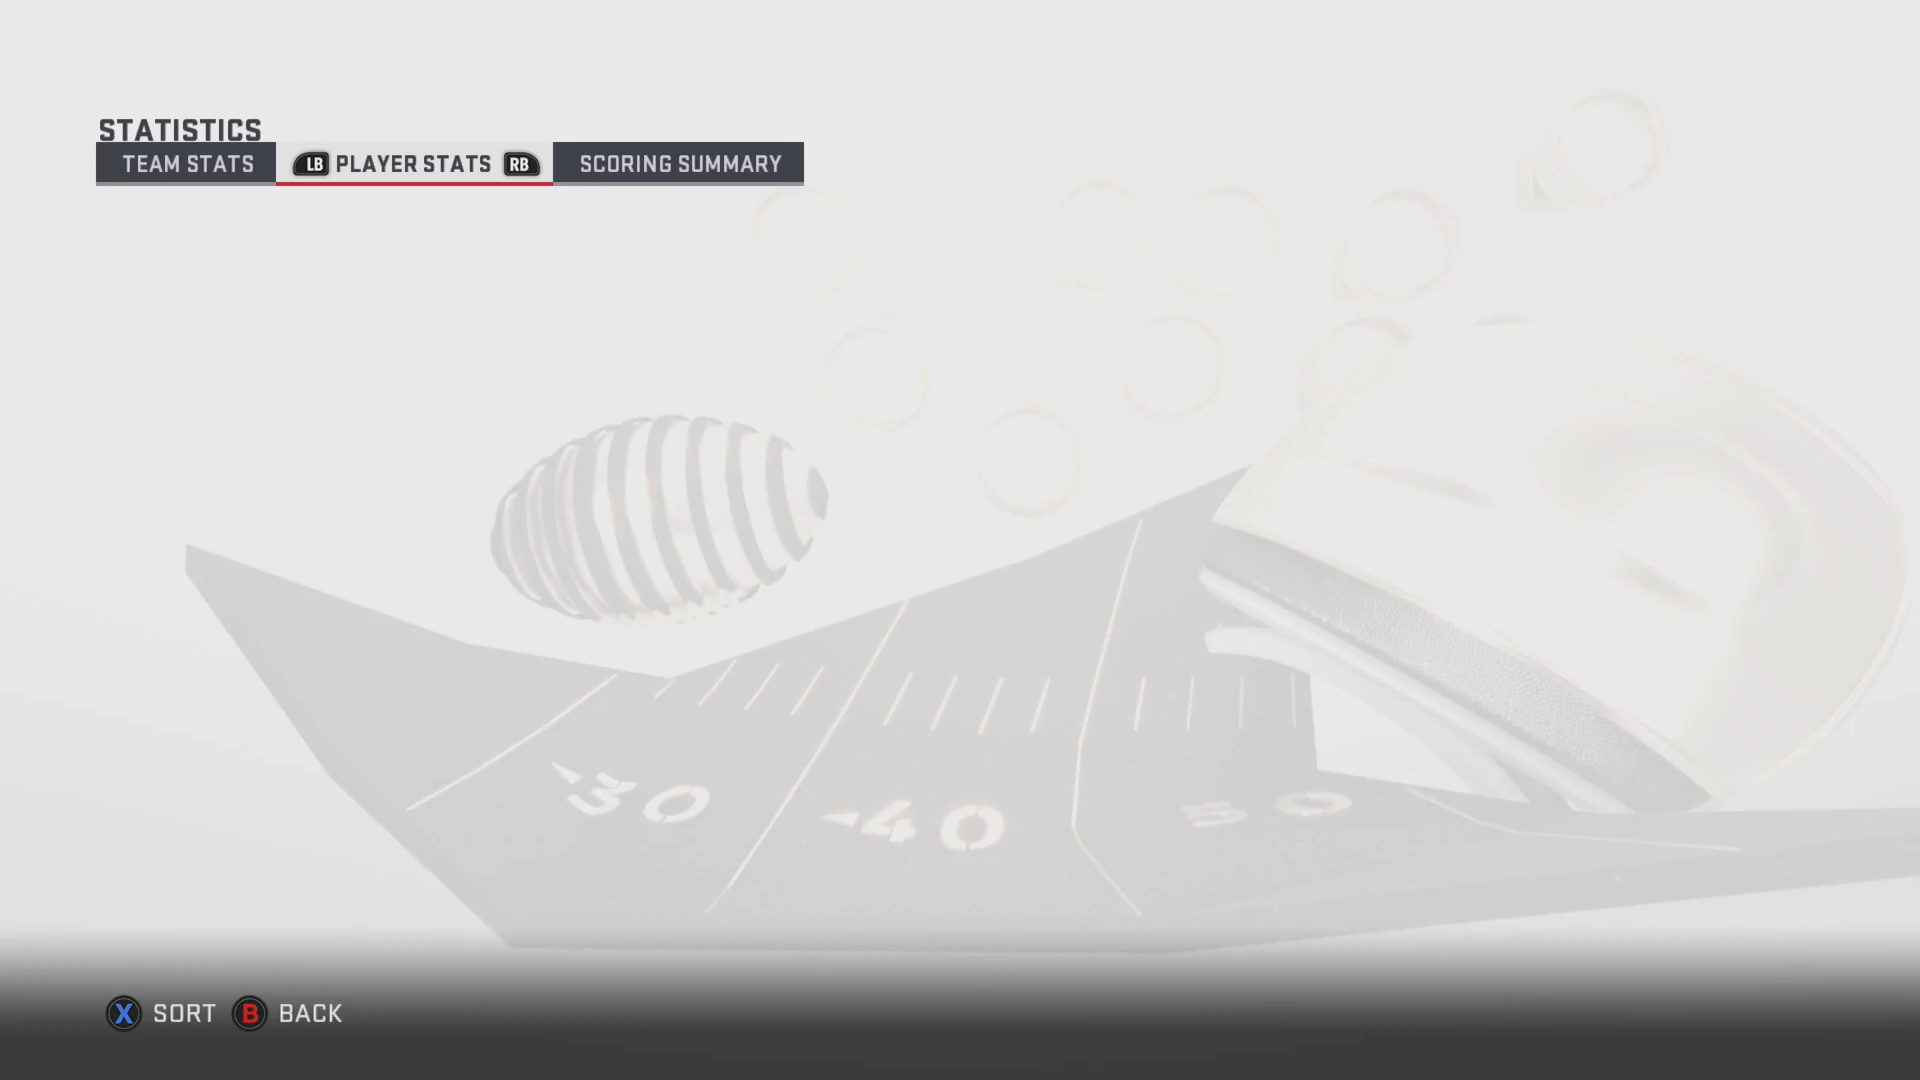 STATISTICS
TEAM STATS LB PLAYER STATS RB SCORING SUMMARY
30 40 50
X SORT B BACK